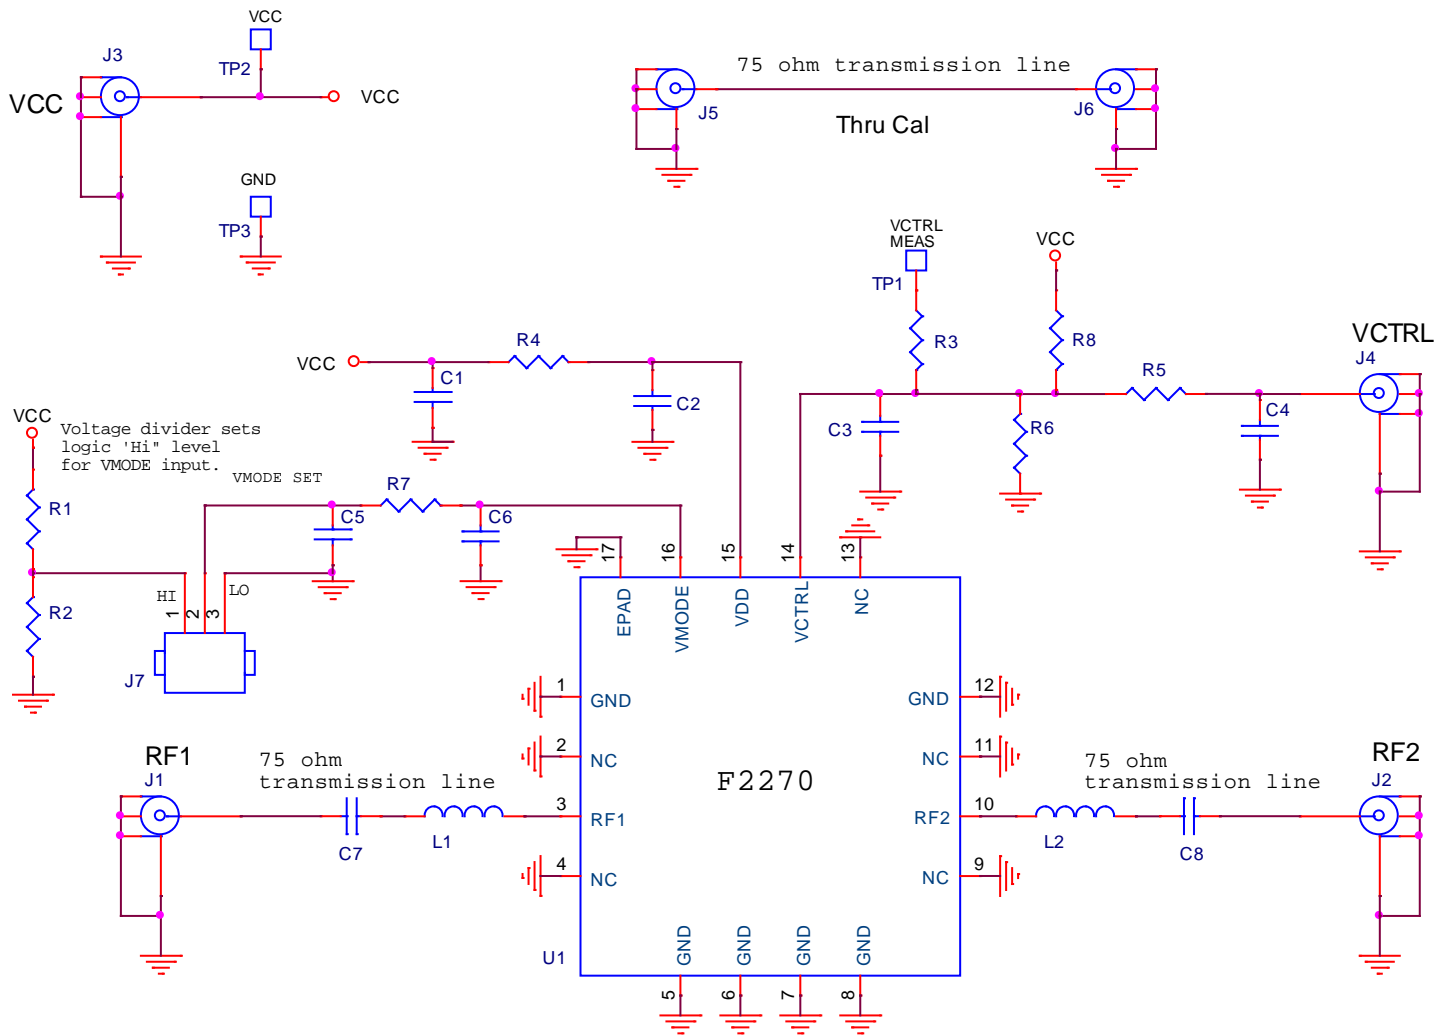 VCC
J3
TP2
VCC
VCC
75 ohm transmission line
J5
J6
Thru Cal
GND
TP3
VCTRL
MEAS
TP1
VCC
R3
R8
VCTRL
J4
R5
R4
VCC
C1
C2
C3
R6
C4
VCC
Voltage divider sets
logic 'Hi" level
for VMODE input.
VMODE SET
R1
R7
C5
C6
R2
HI
LO
1
2
3
J7
17
16
15
14
13
EPAD
VMODE
VDD
VCTRL
NC
1
GND
12
GND
2
NC
11
NC
RF1
J1
75 ohm
transmission line
F2270
75 ohm
transmission line
RF2
J2
3
RF1
10
RF2
C7
L1
L2
C8
4
NC
9
NC
U1
GND
GND
GND
GND
5
6
7
8